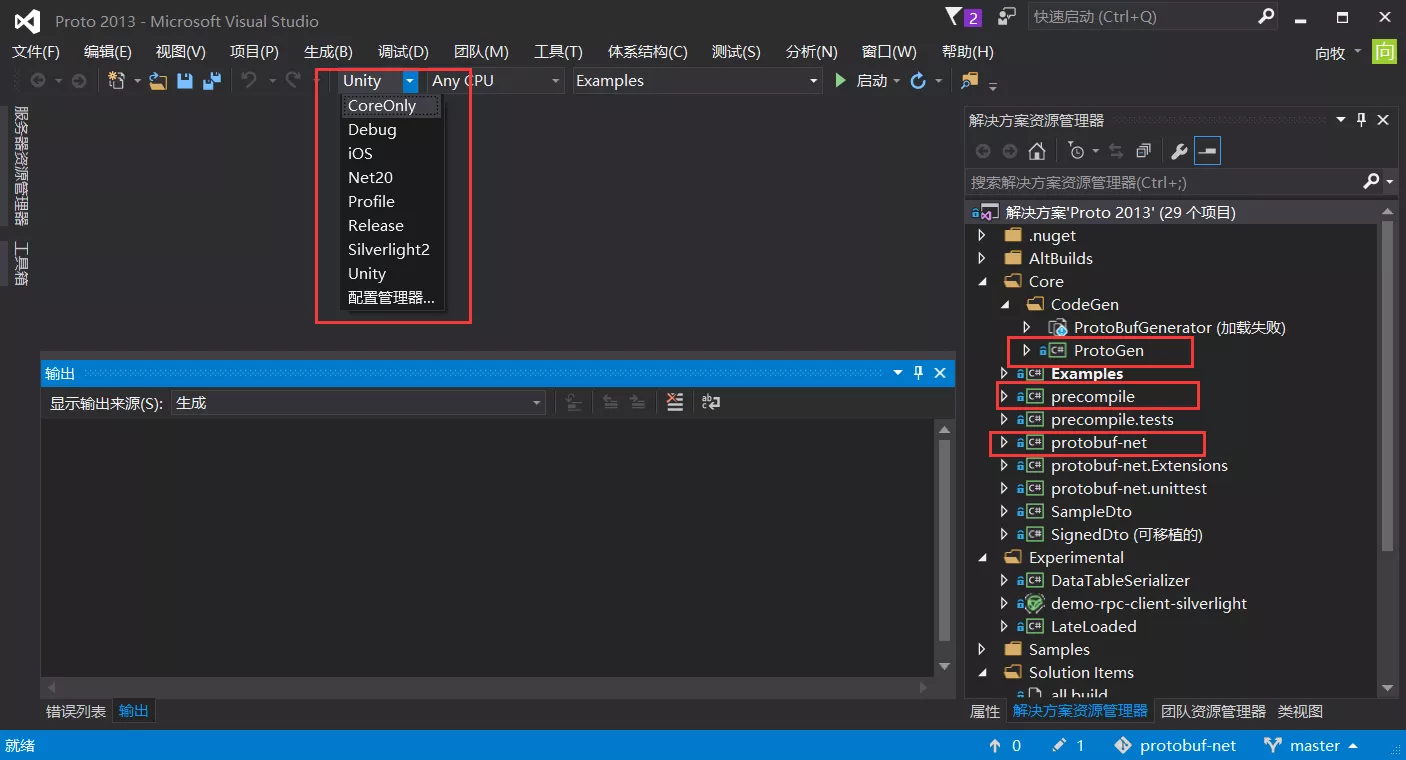 Proto 2013 - Microsoft Visual Studio
2
快速启动 (Ctrl+Q)
文件(F) 编辑(E) 视图(V) 项目(P) 生成(B) 调试(D) 团队(M) 工具(T) 体系结构(C) 测试(S) 分析(N) 窗口(W) 帮助(H)
向牧 向
Unity Any CPU Examples 启动
CoreOnly
Debug
iOS
Net20
Profile
Release
Silverlight2
Unity
配置管理器...
服务器资源管理器
工具箱
输出
显示输出来源(S): 生成
错误列表 输出
解决方案资源管理器
搜索解决方案资源管理器(Ctrl+;)
解决方案'Proto 2013' (29 个项目)
.nuget
AltBuilds
Core
CodeGen
ProtoBufGenerator (加载失败)
C# ProtoGen
C# Examples
C# precompile
C# precompile.tests
C# protobuf-net
C# protobuf-net.Extensions
C# protobuf-net.unittest
C# SampleDto
C# SignedDto (可移植的)
Experimental
C# DataTableSerializer
demo-rpc-client-silverlight
C# LateLoaded
Samples
Solution Items
all.build
属性 解决方案资源管理器 团队资源管理器 类视图
就绪
0 1 protobuf-net master